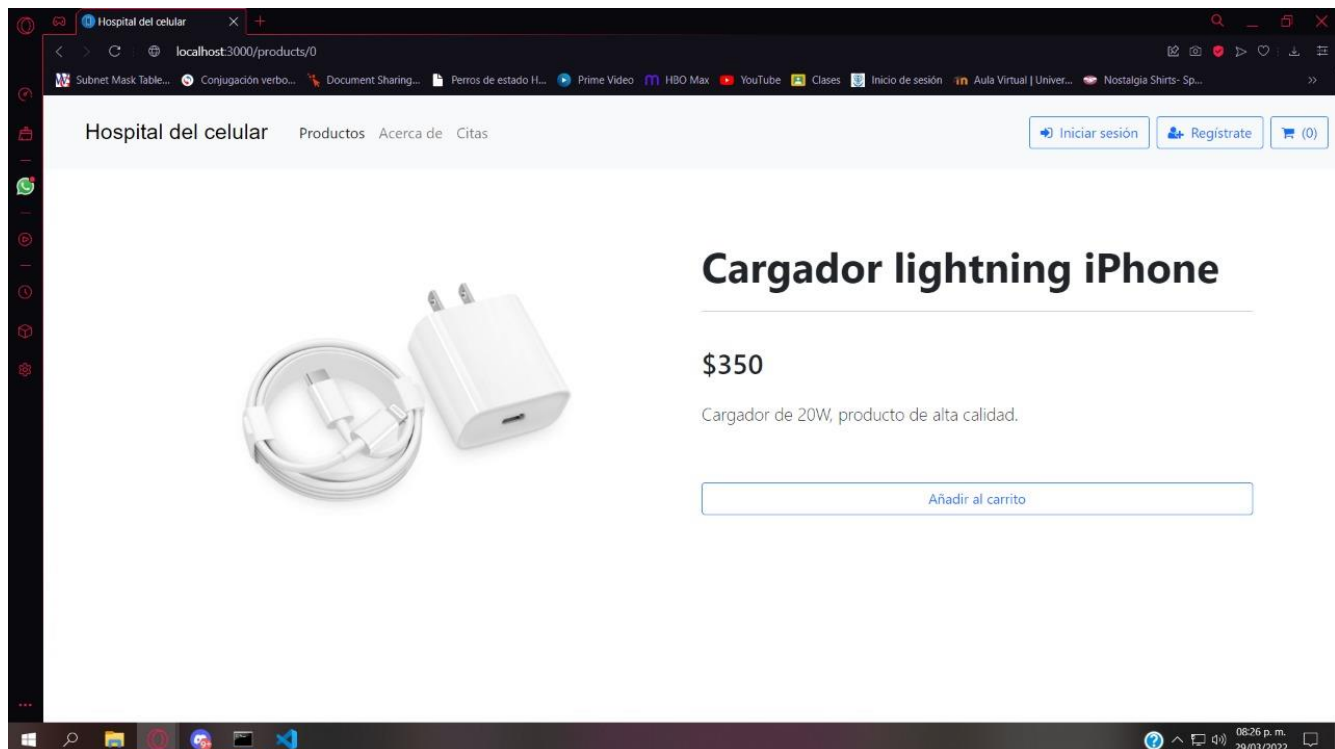 Hospital del celular
localhost:3000/products/0
Subnet Mask Table... Conjugación verbo... Document Sharing... Perros de estado H... Prime Video HBO Max YouTube Clases Inicio de sesión Aula Virtual | Univer... Nostalgia Shirts- Sp...
Hospital del celular Productos Acerca de Citas Iniciar sesión Regístrate (0)
Cargador lightning iPhone
$350
Cargador de 20W, producto de alta calidad.
Añadir al carrito
08:26 p. m.
29/03/2022